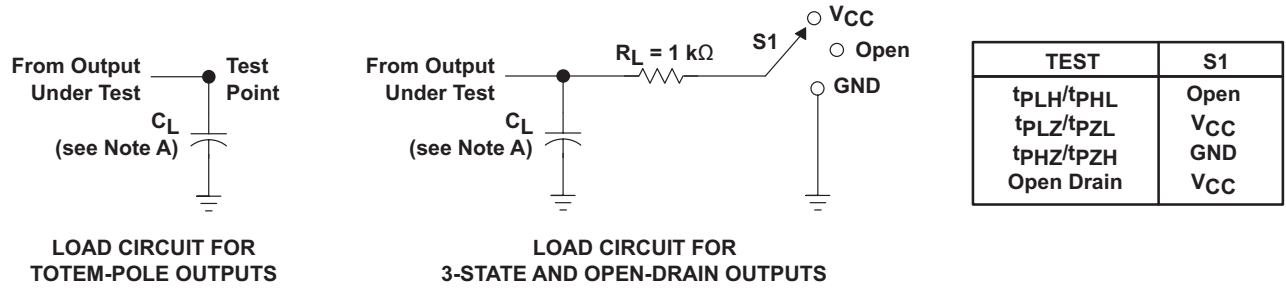 From Output
Under Test
Test
Point
CL
(see Note A)
LOAD CIRCUIT FOR
TOTEM-POLE OUTPUTS
From Output
Under Test
RL = 1 kΩ
S1
VCC
Open
GND
CL
(see Note A)
LOAD CIRCUIT FOR
3-STATE AND OPEN-DRAIN OUTPUTS
TEST S1
tPLH/tPHL Open
tPLZ/tPZL VCC
tPHZ/tPZH GND
Open Drain VCC